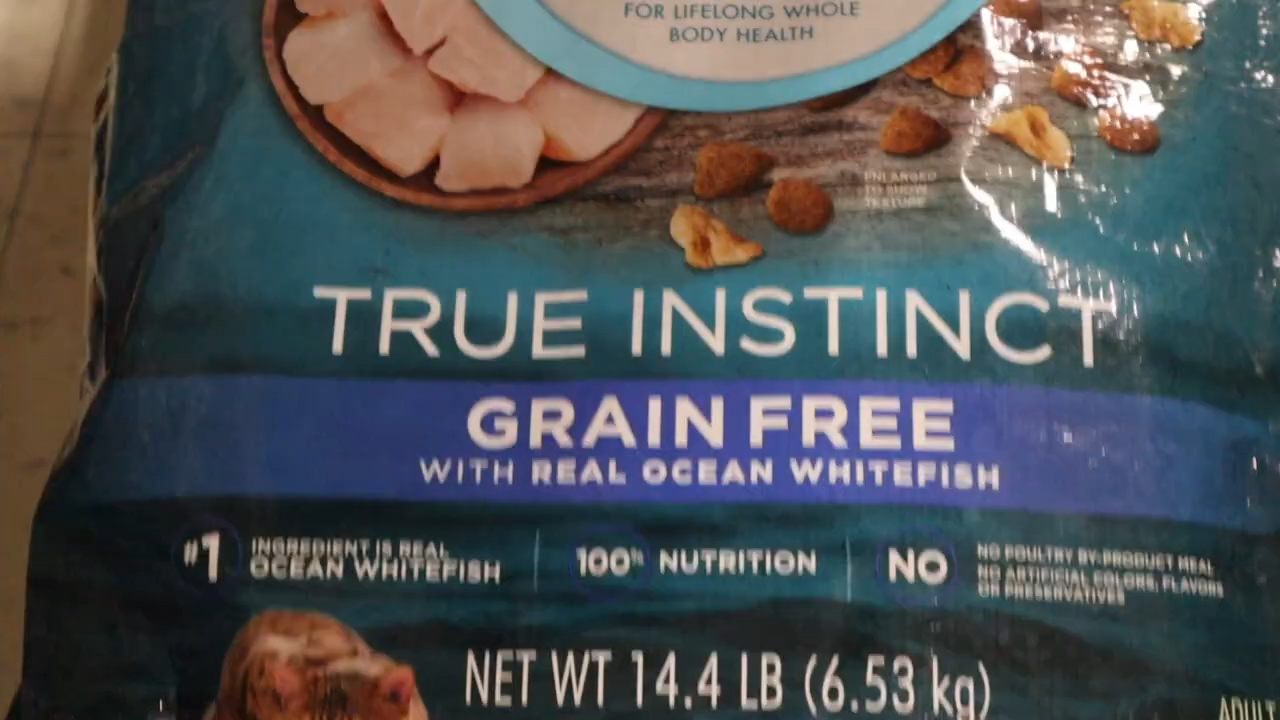 FOR LIFELONG WHOLE
BODY HEALTH
ENLARGED
TO SHOW
TEXTURE
TRUE INSTINCT
GRAIN FREE
WITH REAL OCEAN WHITEFISH
#1 INGREDIENT IS REAL
OCEAN WHITEFISH
100% NUTRITION
NO
NO POULTRY BY-PRODUCT MEAL
NO ARTIFICIAL COLORS, FLAVORS
OR PRESERVATIVES
NET WT 14.4 LB (6.53 kg)
ADULT